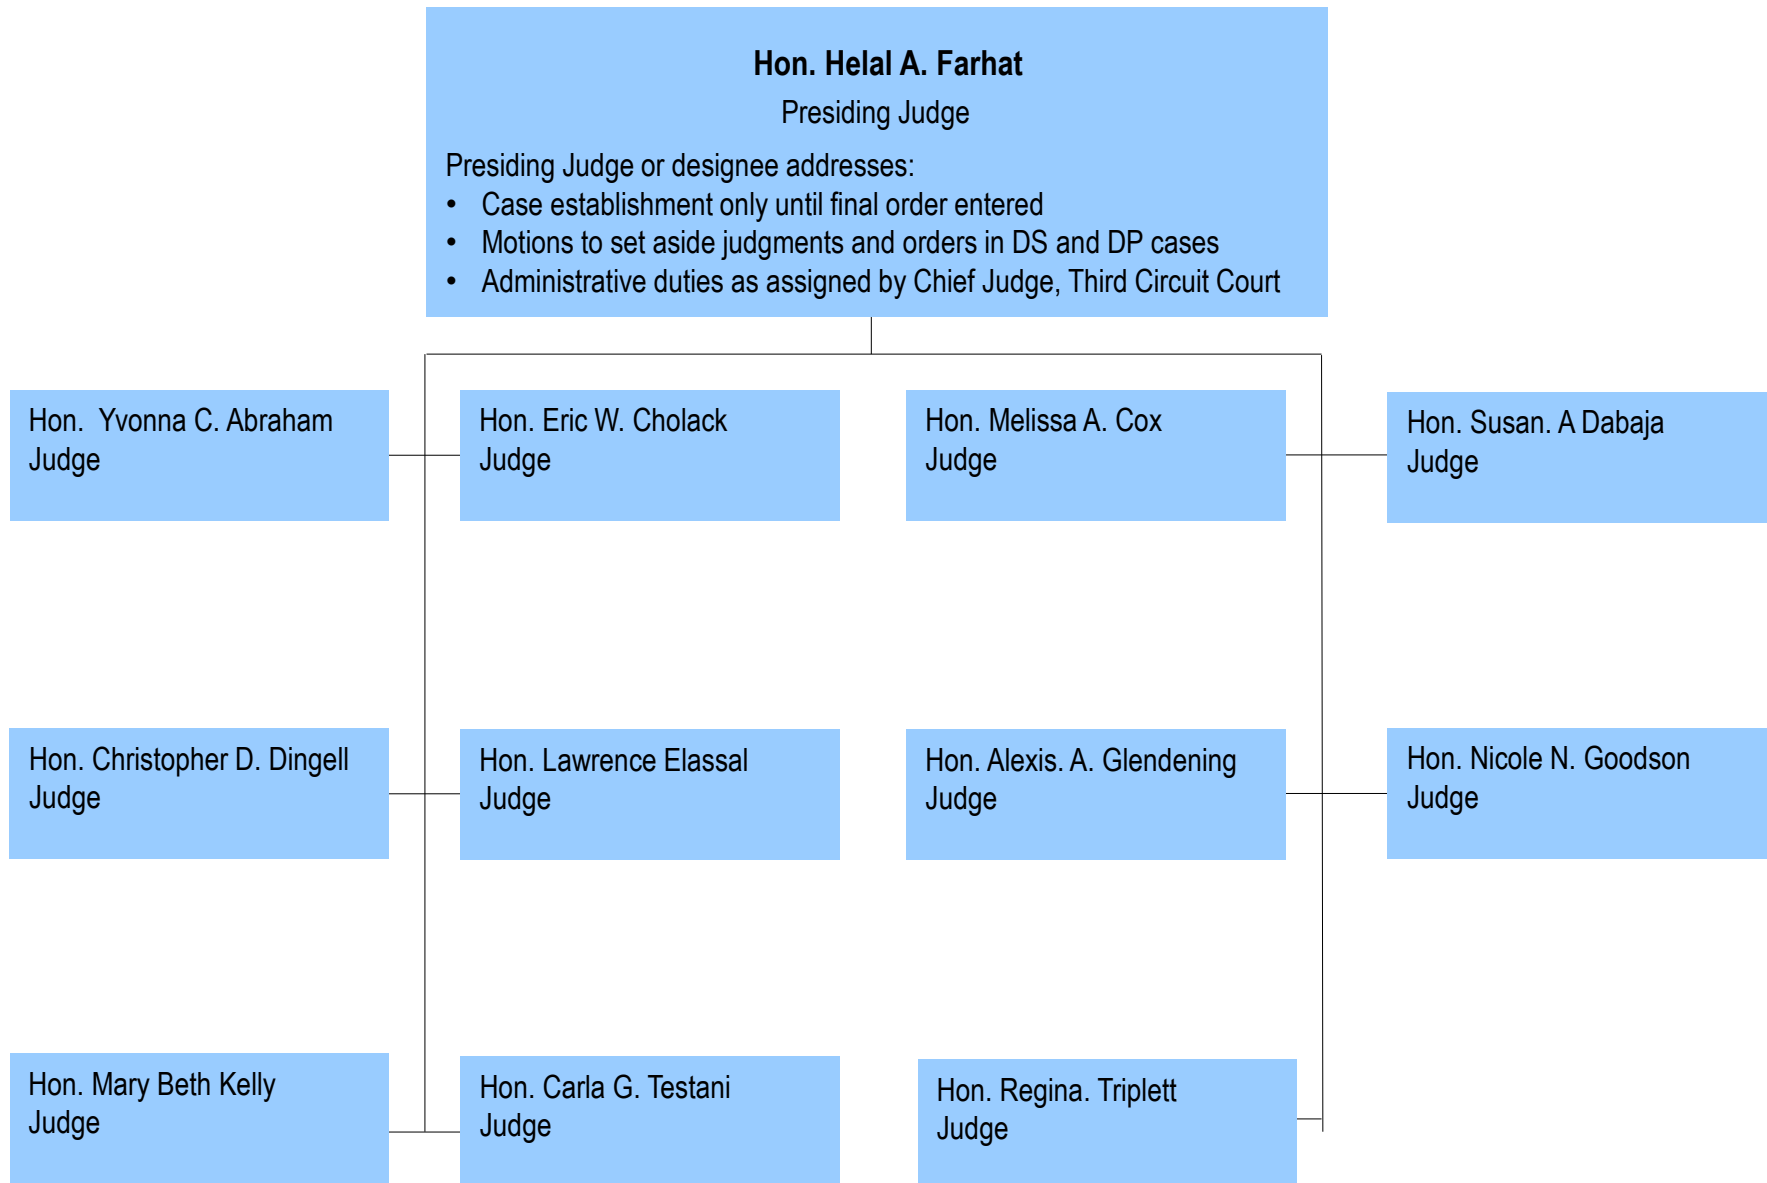 Hon. Helal A. Farhat
Presiding Judge
Presiding Judge or designee addresses:
• Case establishment only until final order entered
• Motions to set aside judgments and orders in DS and DP cases
• Administrative duties as assigned by Chief Judge, Third Circuit Court
Hon.  Yvonna C. Abraham
Judge
Hon. Eric W. Cholack
Judge
Hon. Melissa A. Cox
Judge
Hon. Susan. A Dabaja
Judge
Hon. Christopher D. Dingell
Judge
Hon. Lawrence Elassal
Judge
Hon. Alexis. A. Glendening
Judge
Hon. Nicole N. Goodson
Judge
Hon. Mary Beth Kelly
Judge
Hon. Carla G. Testani
Judge
Hon. Regina. Triplett
Judge